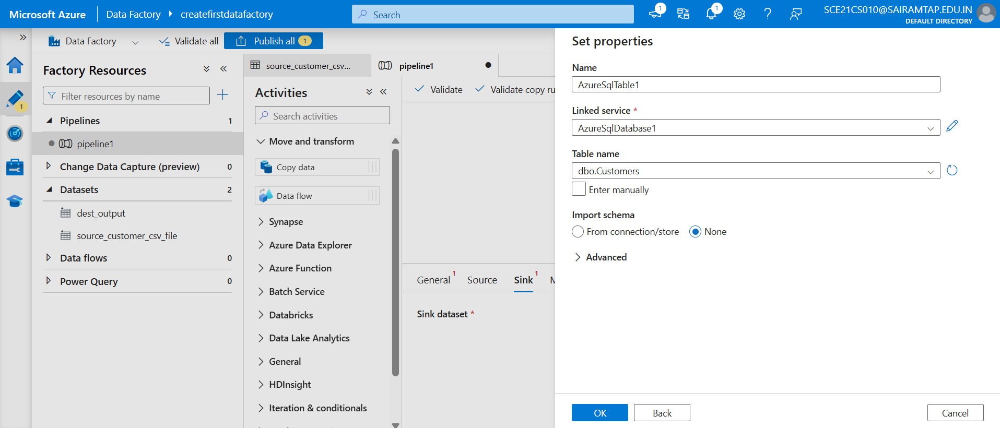 Microsoft Azure
Data Factory
createfirstdatafactory
Search
1
1
SCE21CS010@SAIRAMTAP.EDU.IN
DEFAULT DIRECTORY
1
Data Factory
Validate all
Publish all 1
Factory Resources
Filter resources by name
Pipelines 1
pipeline1
Change Data Capture (preview) 0
Datasets 2
dest_output
source_customer_csv_file
Data flows 0
Power Query 0
source_customer_csv...
pipeline1
Activities
Search activities
Move and transform
Copy data
Data flow
Synapse
Azure Data Explorer
Azure Function
Batch Service
Databricks
Data Lake Analytics
General
HDInsight
Iteration & conditionals
Validate
Validate copy ru
General 1
Source
Sink 1
M
Sink dataset *
Set properties
Name
AzureSqlTable1
Linked service *
AzureSqlDatabase1
Table name
dbo.Customers
Enter manually
Import schema
From connection/store
None
Advanced
OK
Back
Cancel